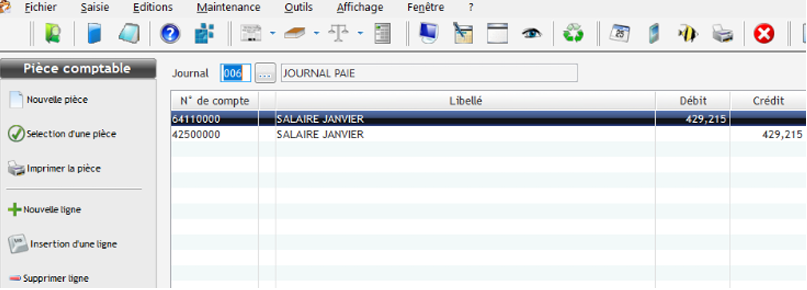 Fichier Saisie Editions Maintenance Outils Affichage Fenêtre ?
Pièce comptable
Journal 006 ... JOURNAL PAIE
Nouvelle pièce
Selection d'une pièce
Imprimer la pièce
Nouvelle ligne
Insertion d'une ligne
Supprimer ligne
N° de compte Libellé Débit Crédit
64110000 SALAIRE JANVIER 429,215
42500000 SALAIRE JANVIER 429,215